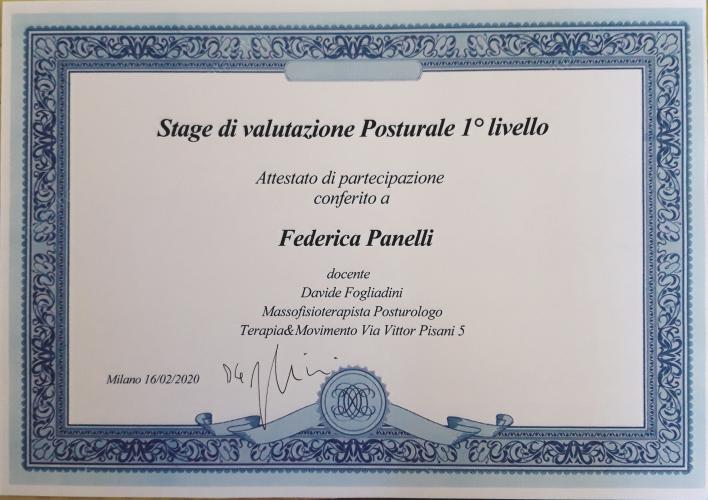 Stage di valutazione Posturale 1° livello
Attestato di partecipazione
conferito a
Federica Panelli
docente
Davide Fogliadini
Massofisioterapista Posturologo
Terapia&Movimento Via Vittor Pisani 5
Milano 16/02/2020